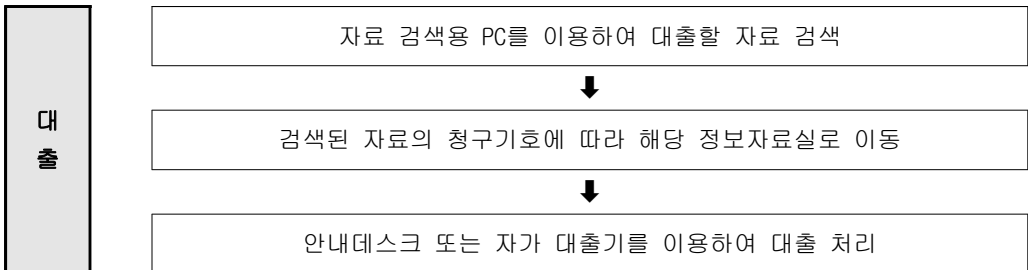 대
출
자료 검색용 PC를 이용하여 대출할 자료 검색
검색된 자료의 청구기호에 따라 해당 정보자료실로 이동
안내데스크 또는 자가 대출기를 이용하여 대출 처리